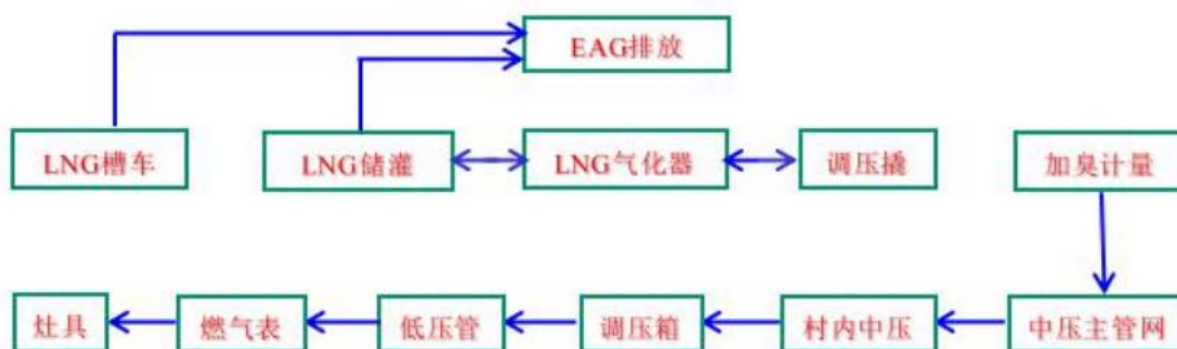 EAG排放
LNG槽车
LNG储灌
LNG气化器
调压撬
加臭计量
灶具
燃气表
低压管
调压箱
村内中压
中压主管网